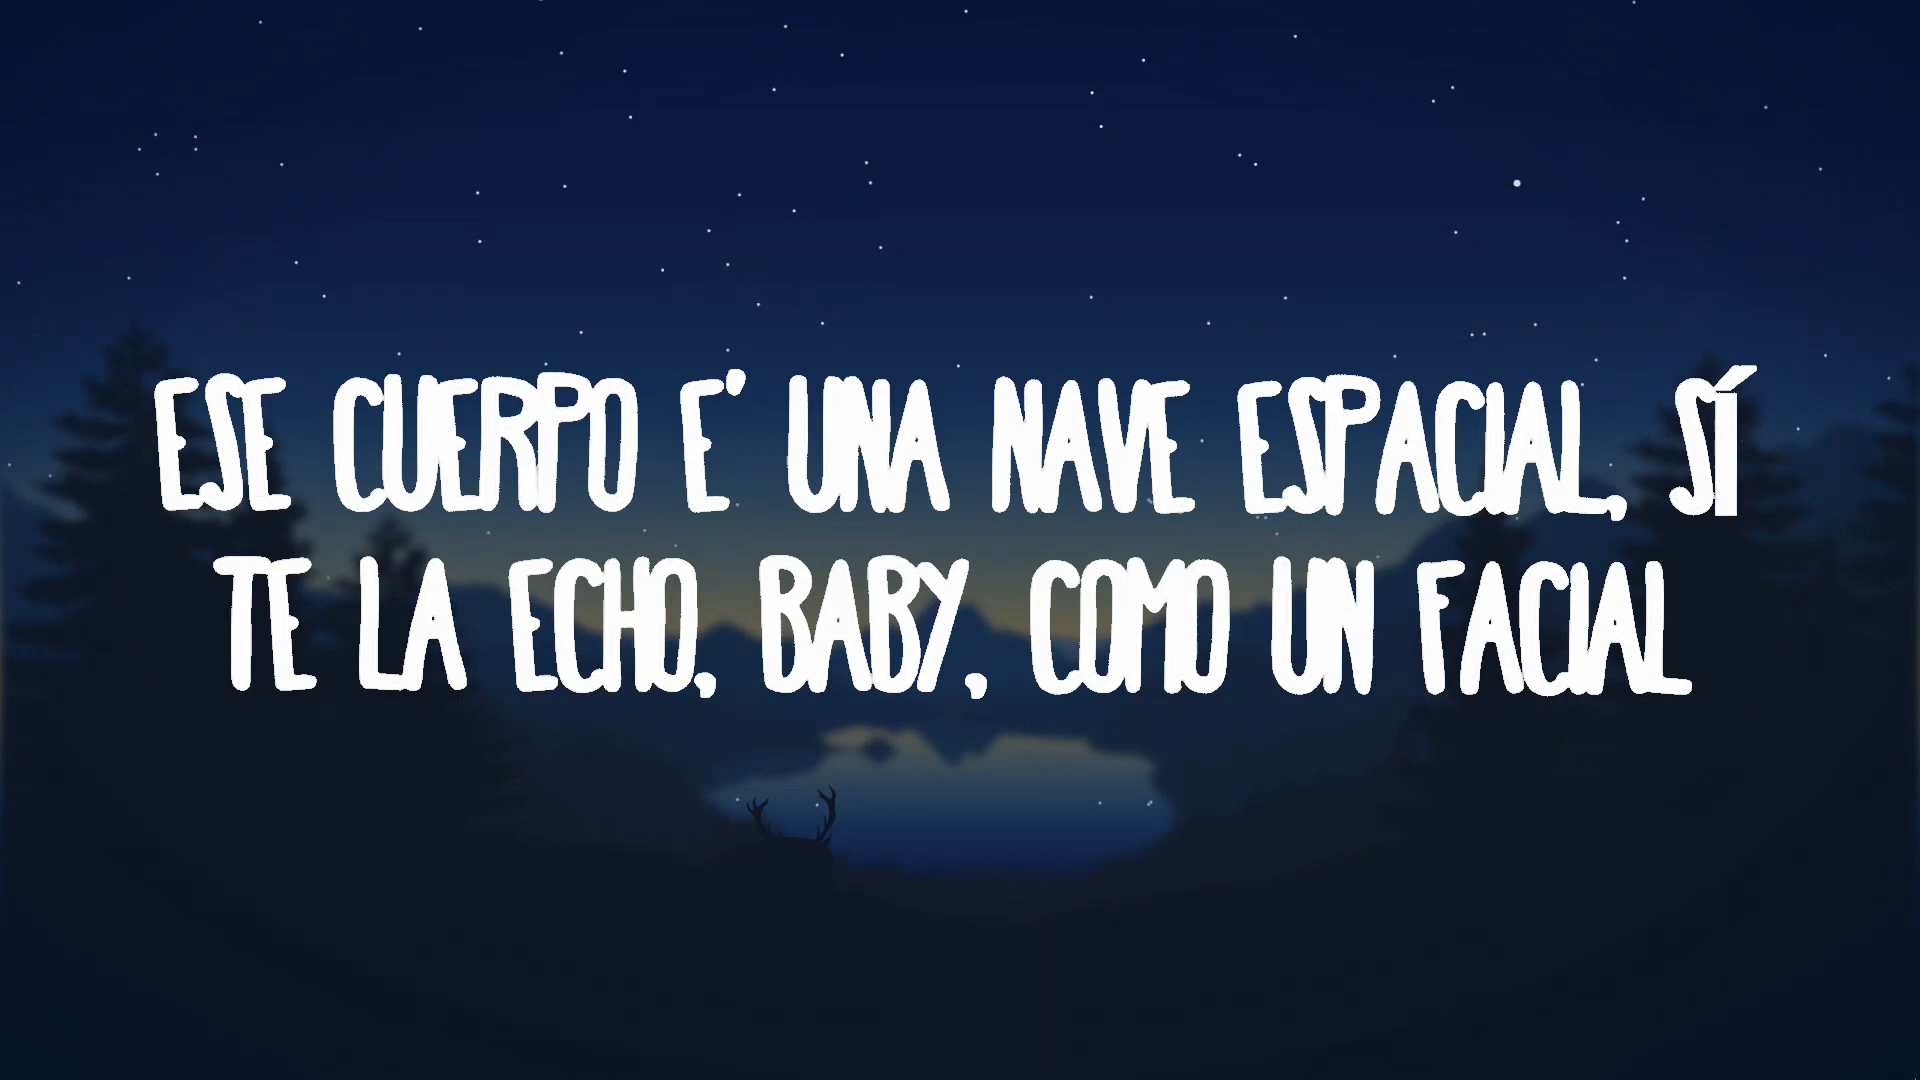 ESE CUERPO E' UNA NAVE ESPACIAL, SÍ
TE LA ECHO, BABY, COMO UN FACIAL